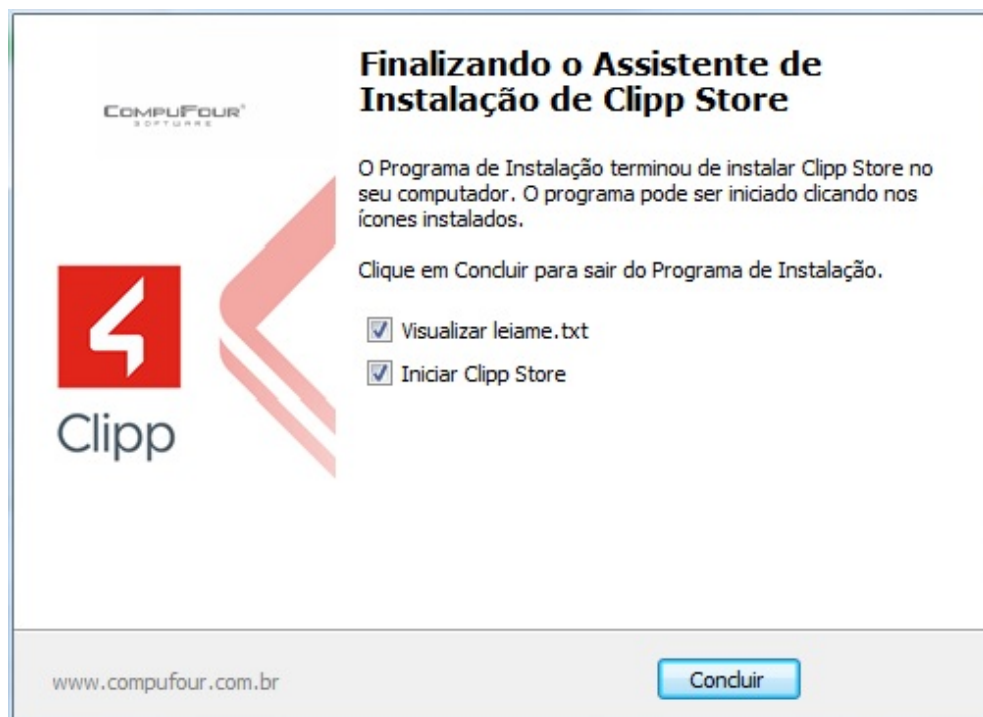 COMPUFOUR®
SOFTWARE
Clipp
Finalizando o Assistente de
Instalação de Clipp Store
O Programa de Instalação terminou de instalar Clipp Store no
seu computador. O programa pode ser iniciado clicando nos
ícones instalados.
Clique em Concluir para sair do Programa de Instalação.
Visualizar leiame.txt
Iniciar Clipp Store
www.compufour.com.br
Concluir